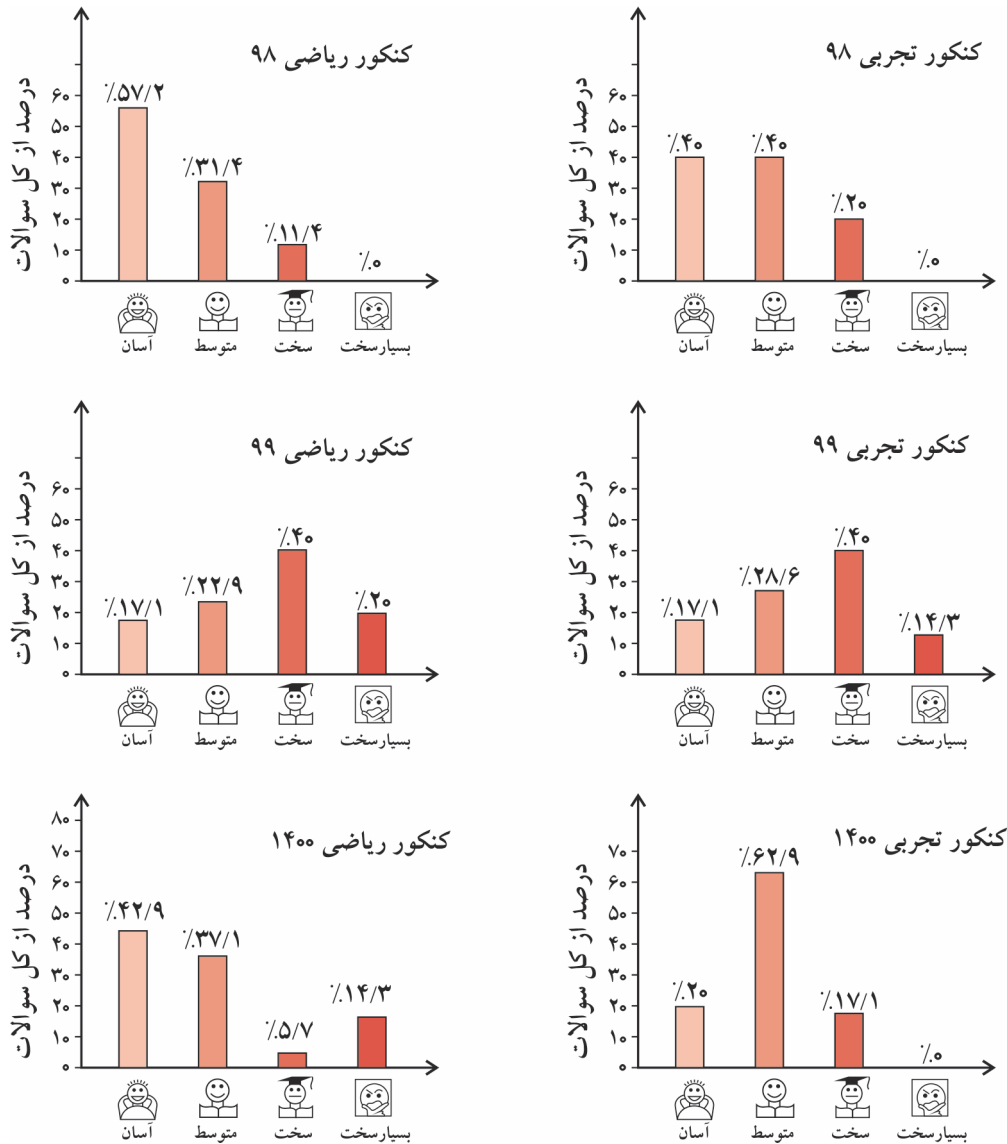 کنکور ریاضی ۹۸
درصد از کل سوالات
۶۰
۵۰
۴۰
۳۰
۲۰
۱۰
۰
٪۵۷/۲
٪۳۱/۴
٪۱۱/۴
٪۰
آسان
متوسط
سخت
بسیارسخت
کنکور تجربی ۹۸
درصد از کل سوالات
۶۰
۵۰
۴۰
۳۰
۲۰
۱۰
۰
٪۴۰
٪۴۰
٪۲۰
٪۰
آسان
متوسط
سخت
بسیارسخت
کنکور ریاضی ۹۹
درصد از کل سوالات
۶۰
۵۰
۴۰
۳۰
۲۰
۱۰
۰
٪۱۷/۱
٪۲۲/۹
٪۴۰
٪۲۰
آسان
متوسط
سخت
بسیارسخت
کنکور تجربی ۹۹
درصد از کل سوالات
۶۰
۵۰
۴۰
۳۰
۲۰
۱۰
۰
٪۱۷/۱
٪۲۸/۶
٪۴۰
٪۱۴/۳
آسان
متوسط
سخت
بسیارسخت
کنکور ریاضی ۱۴۰۰
درصد از کل سوالات
۸۰
۷۰
۶۰
۵۰
۴۰
۳۰
۲۰
۱۰
۰
٪۴۲/۹
٪۳۷/۱
٪۵/۷
٪۱۴/۳
آسان
متوسط
سخت
بسیارسخت
کنکور تجربی ۱۴۰۰
درصد از کل سوالات
۷۰
۶۰
۵۰
۴۰
۳۰
۲۰
۱۰
۰
٪۲۰
٪۶۲/۹
٪۱۷/۱
٪۰
آسان
متوسط
سخت
بسیارسخت